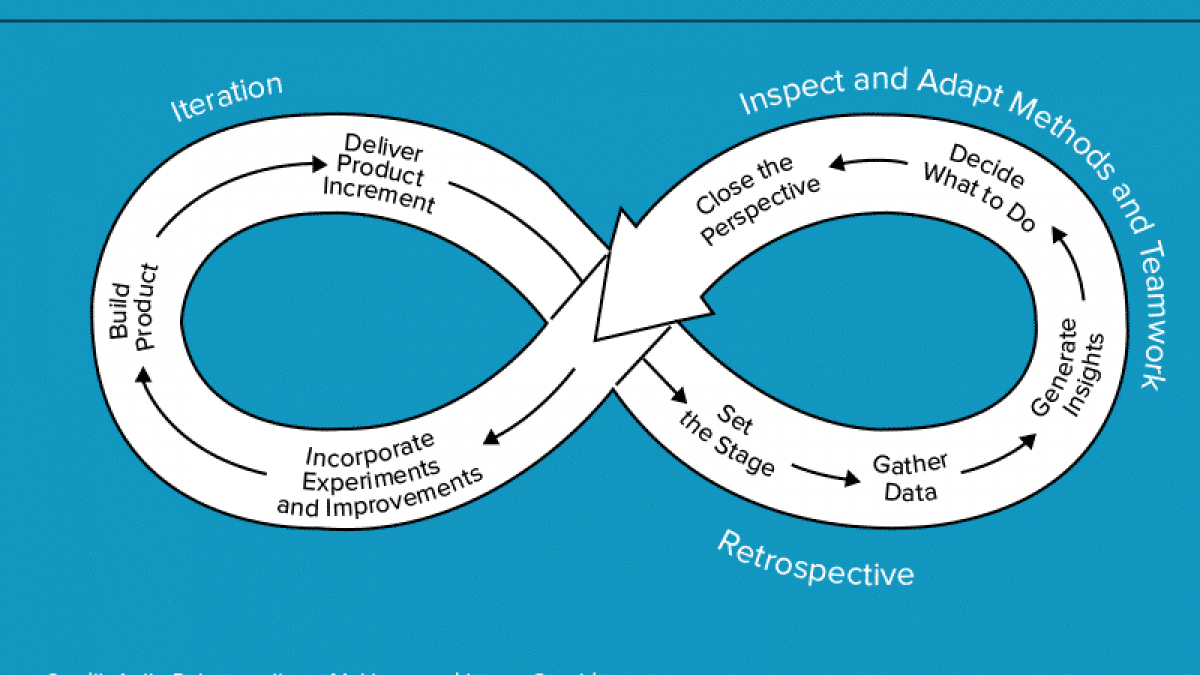 Iteration
Deliver
Product
Increment
Build
Product
Incorporate
Experiments
and Improvements
Inspect and Adapt Methods and Teamwork
Close the
Perspective
Decide
What to Do
Generate
Insights
Gather
Data
Set
the Stage
Retrospective